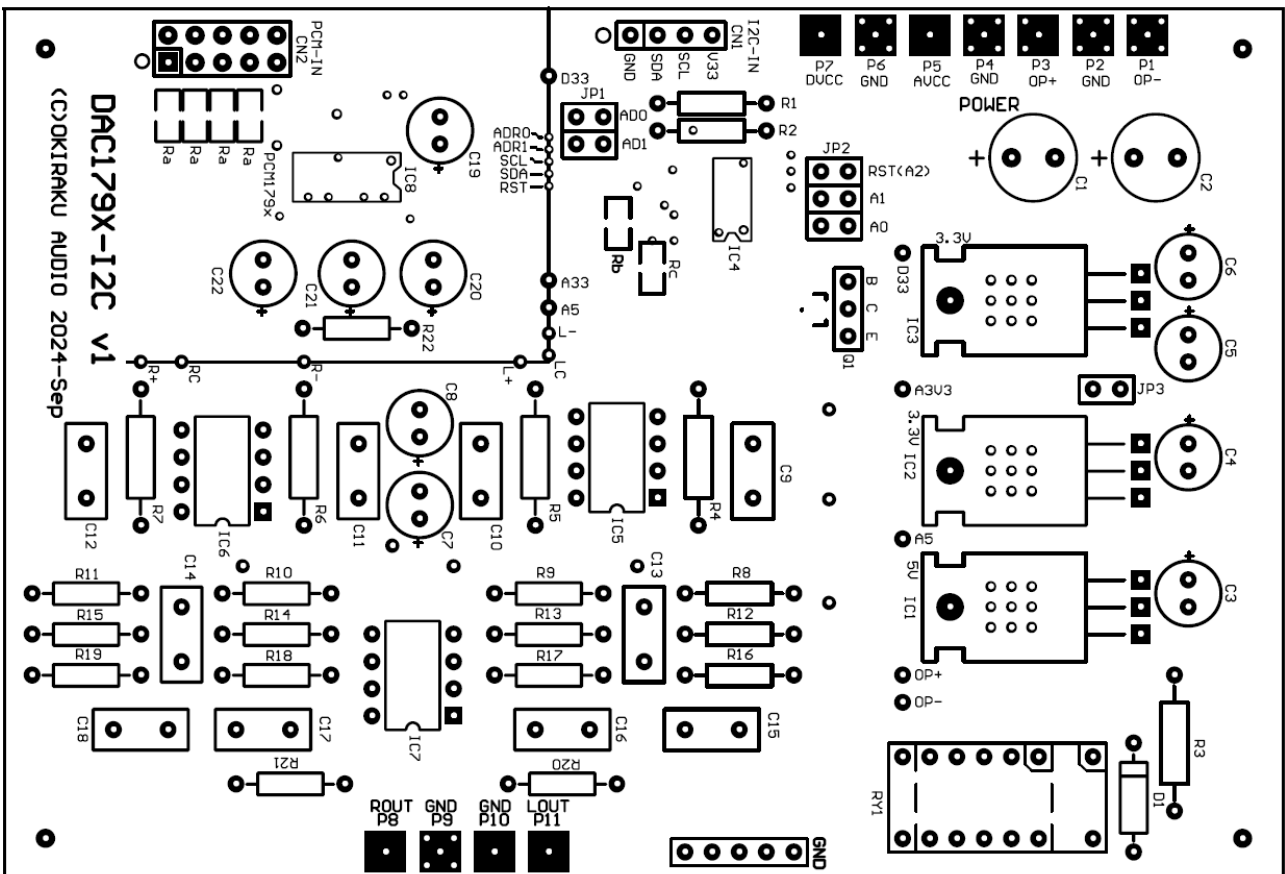 PCM-IN
CN2
I2C-IN
CN1
GND
SDA
SCL
V33
P7
DVCC
P6
GND
P5
AVCC
P4
GND
P3
OP+
P2
GND
P1
OP-
POWER
DAC179X-I2C v1
(C)OKIRAKU AUDIO 2024-Sep
Ra
Ra
Ra
Ra
PCM179x
IC8
C19
+
D33
JP1
AD0
AD1
ADR0
ADR1
SCL
SDA
RST
R1
R2
JP2
RST(A2)
A1
A0
+
C1
+
C2
Rb
Rc
IC4
C22
+
C21
+
C20
+
R22
A33
A5
L-
LC
L+
R+
RC
R-
B
C
E
Q1
D33
3.3V
IC3
+
C6
+
C5
A3V3
JP3
3.3V
IC2
C4
+
A5
5V
IC1
C3
+
C12
R7
IC6
R6
C11
C8
+
C7
+
C10
R5
IC5
R4
C9
R11
R15
R19
C14
R10
R14
R18
R9
R13
R17
C13
R8
R12
R16
IC7
C18
C17
C16
C15
R21
R20
OP+
OP-
RY1
D1
R3
ROUT
P8
GND
P9
GND
P10
LOUT
P11
GND